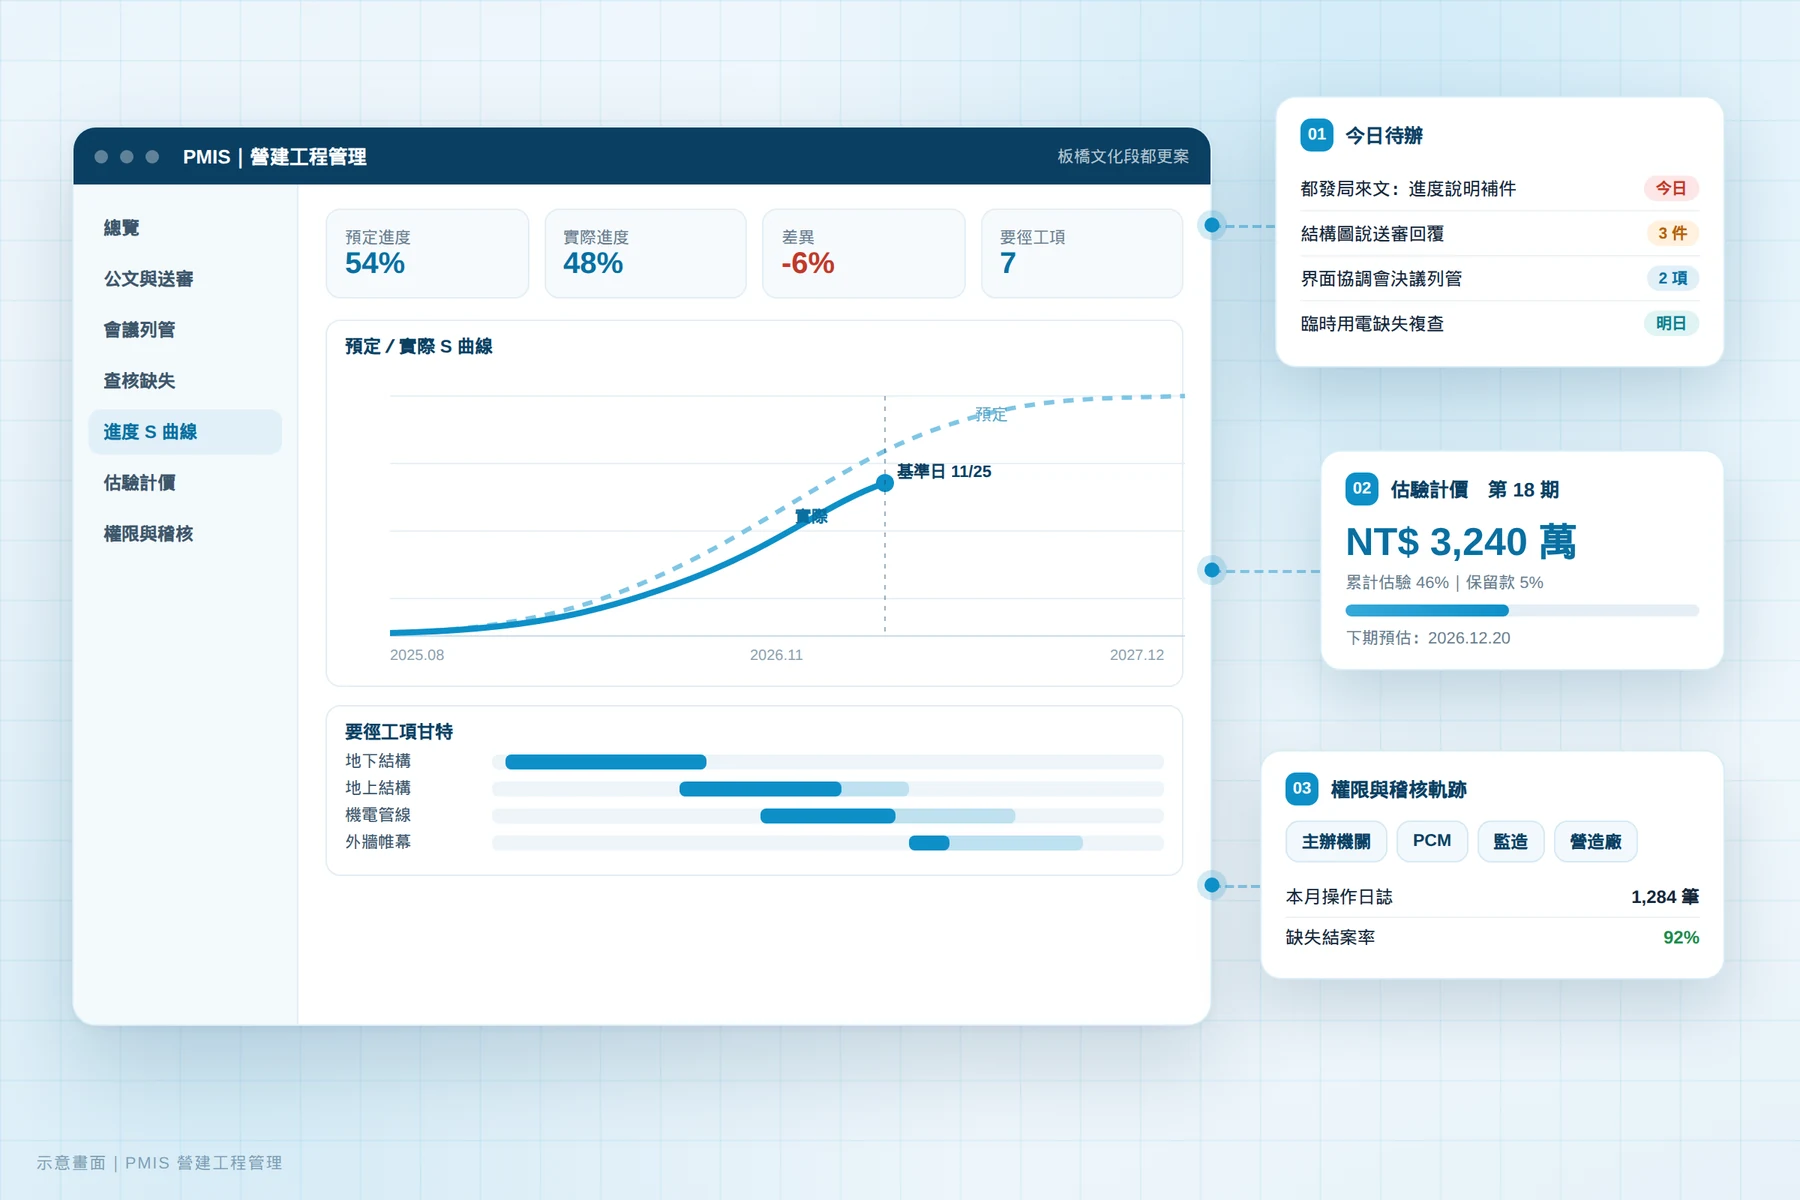 PMIS｜營建工程管理
板橋文化段都更案
總覽
公文與送審
會議列管
查核缺失
進度 S 曲線
估驗計價
權限與稽核
預定進度
54%
實際進度
48%
差異
-6%
要徑工項
7
預定 / 實際 S 曲線
預定
基準日 11/25
實際
2025.08
2026.11
2027.12
要徑工項甘特
地下結構
地上結構
機電管線
外牆帷幕
01 今日待辦
都發局來文：進度說明補件 今日
結構圖說送審回覆 3 件
界面協調會決議列管 2 項
臨時用電缺失複查 明日
02 估驗計價　第 18 期
NT$ 3,240 萬
累計估驗 46%｜保留款 5%
下期預估：2026.12.20
03 權限與稽核軌跡
主辦機關 PCM 監造 營造廠
本月操作日誌 1,284 筆
缺失結案率 92%
示意畫面｜PMIS 營建工程管理